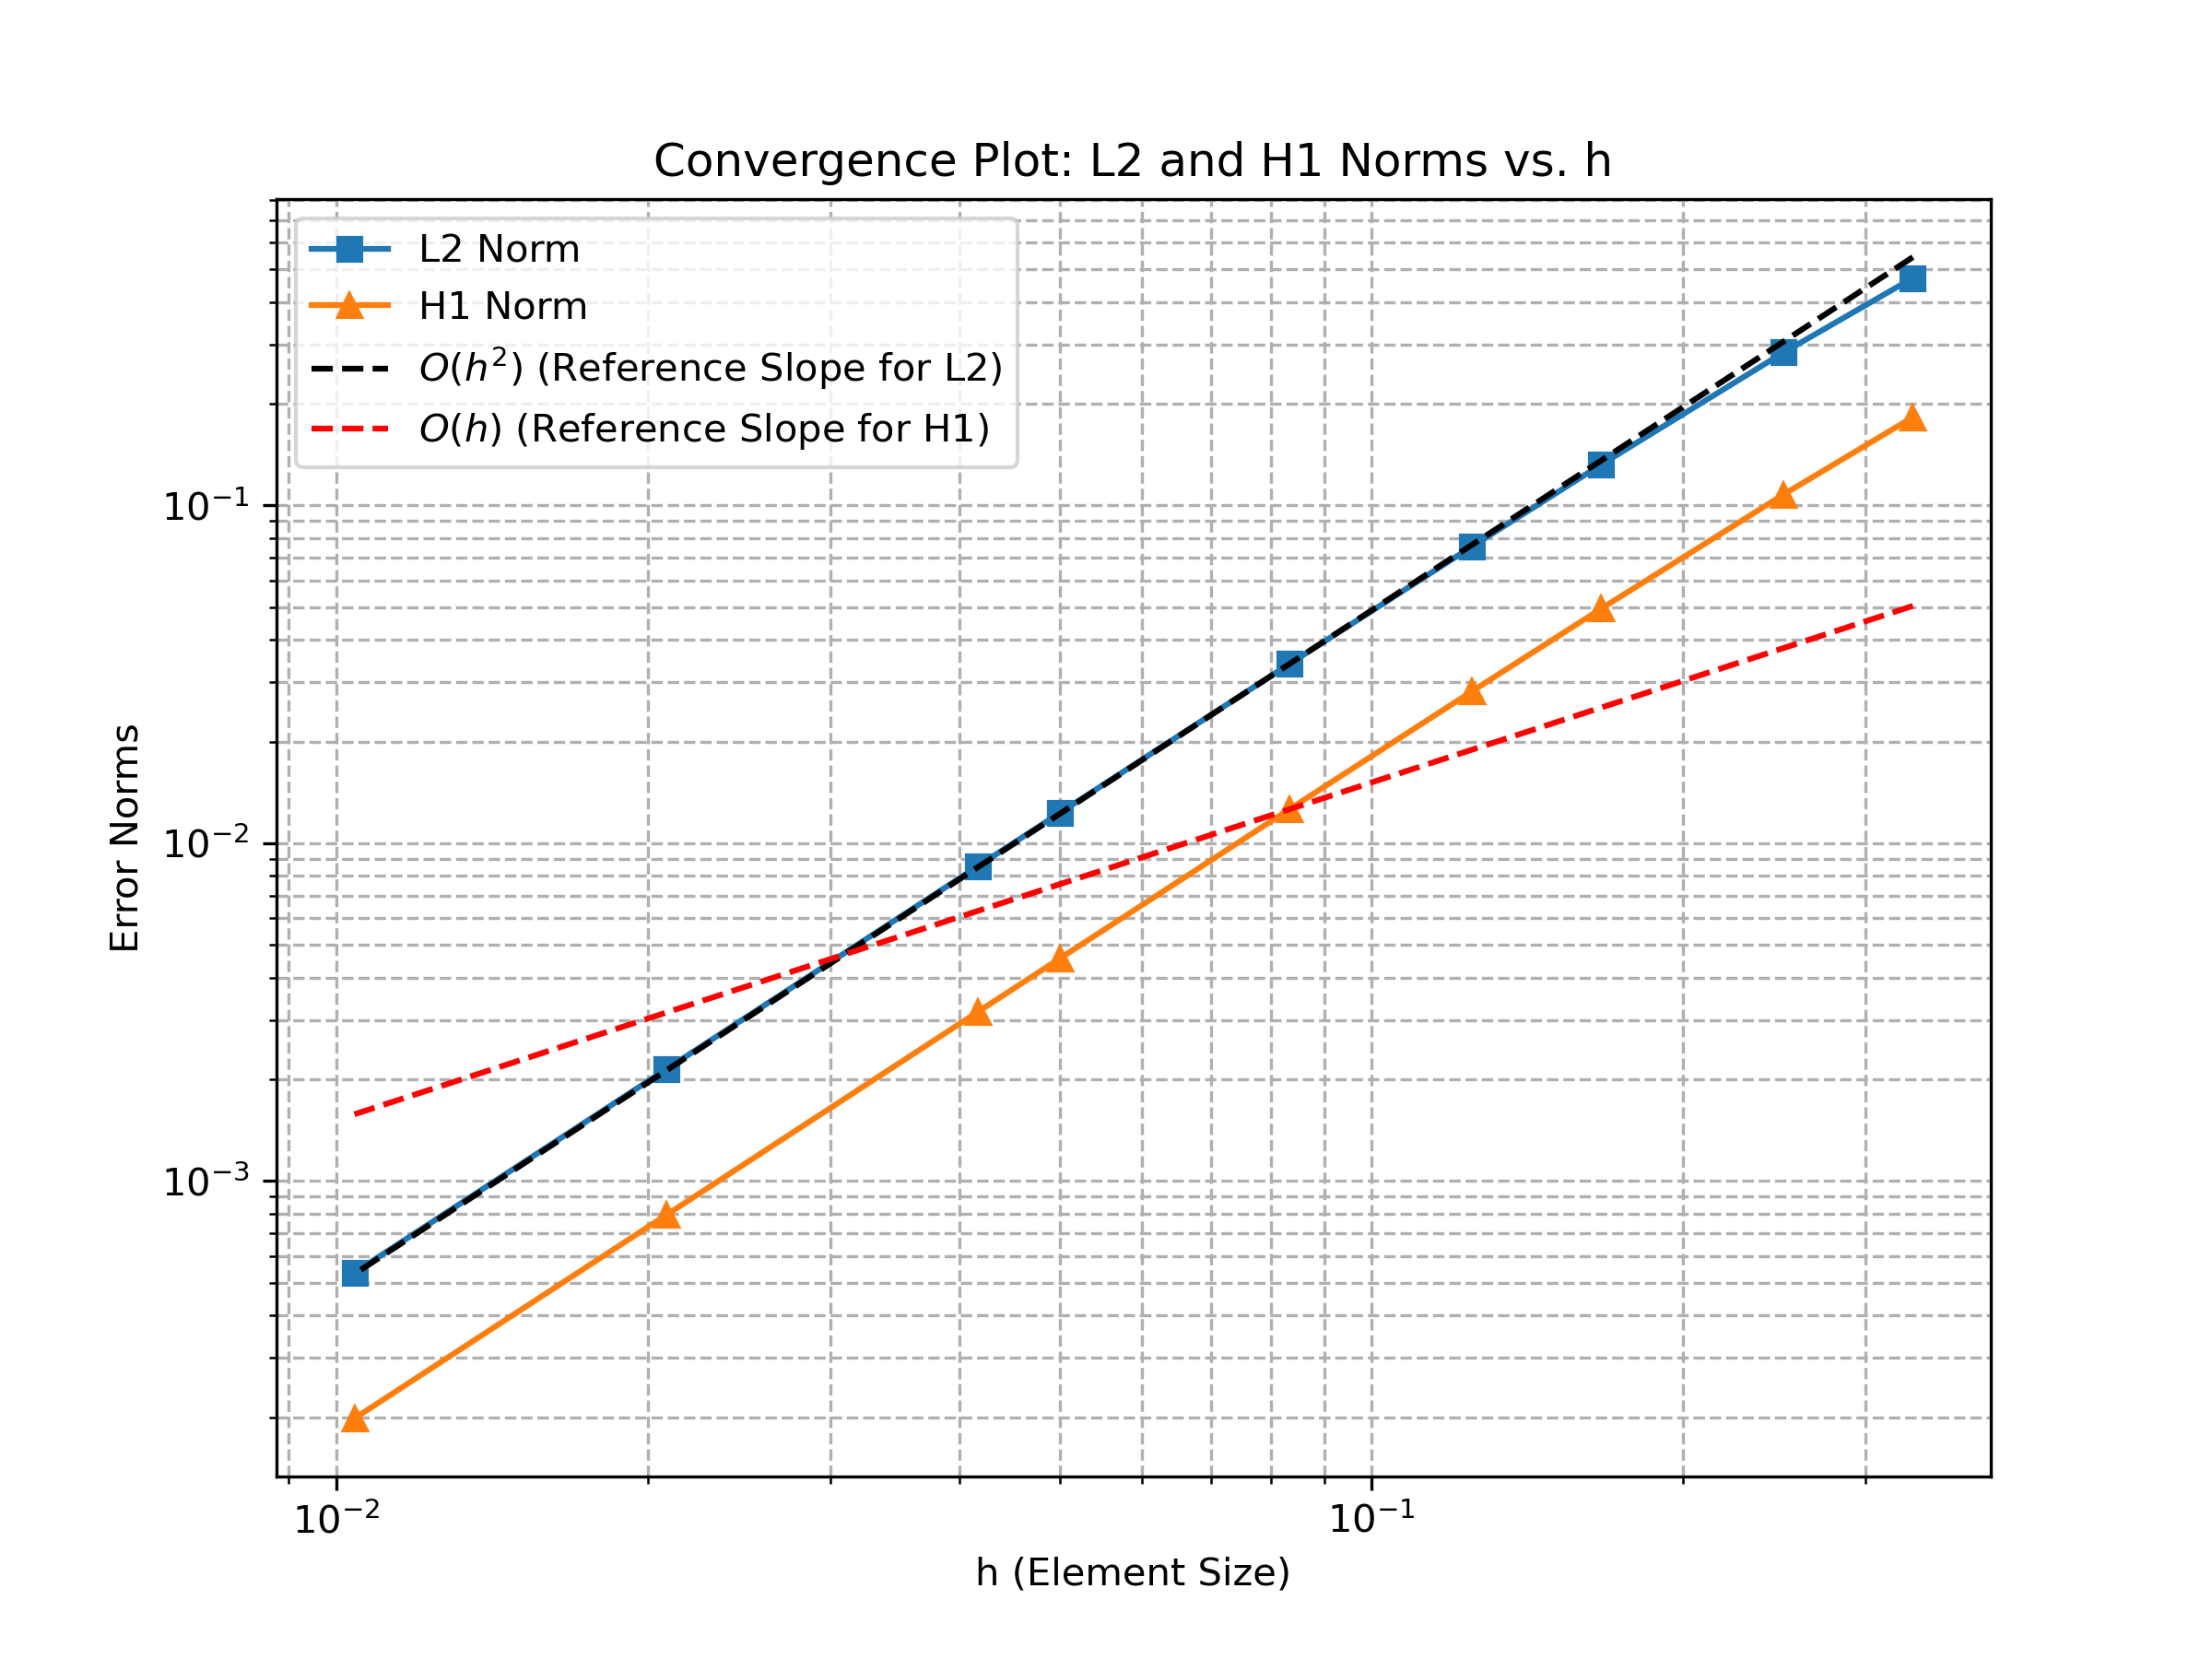 Convergence Plot: L2 and H1 Norms vs. h
L2 Norm
H1 Norm
O(h²) (Reference Slope for L2)
O(h) (Reference Slope for H1)
10⁻¹
10⁻²
10⁻³
Error Norms
10⁻² 10⁻¹
h (Element Size)